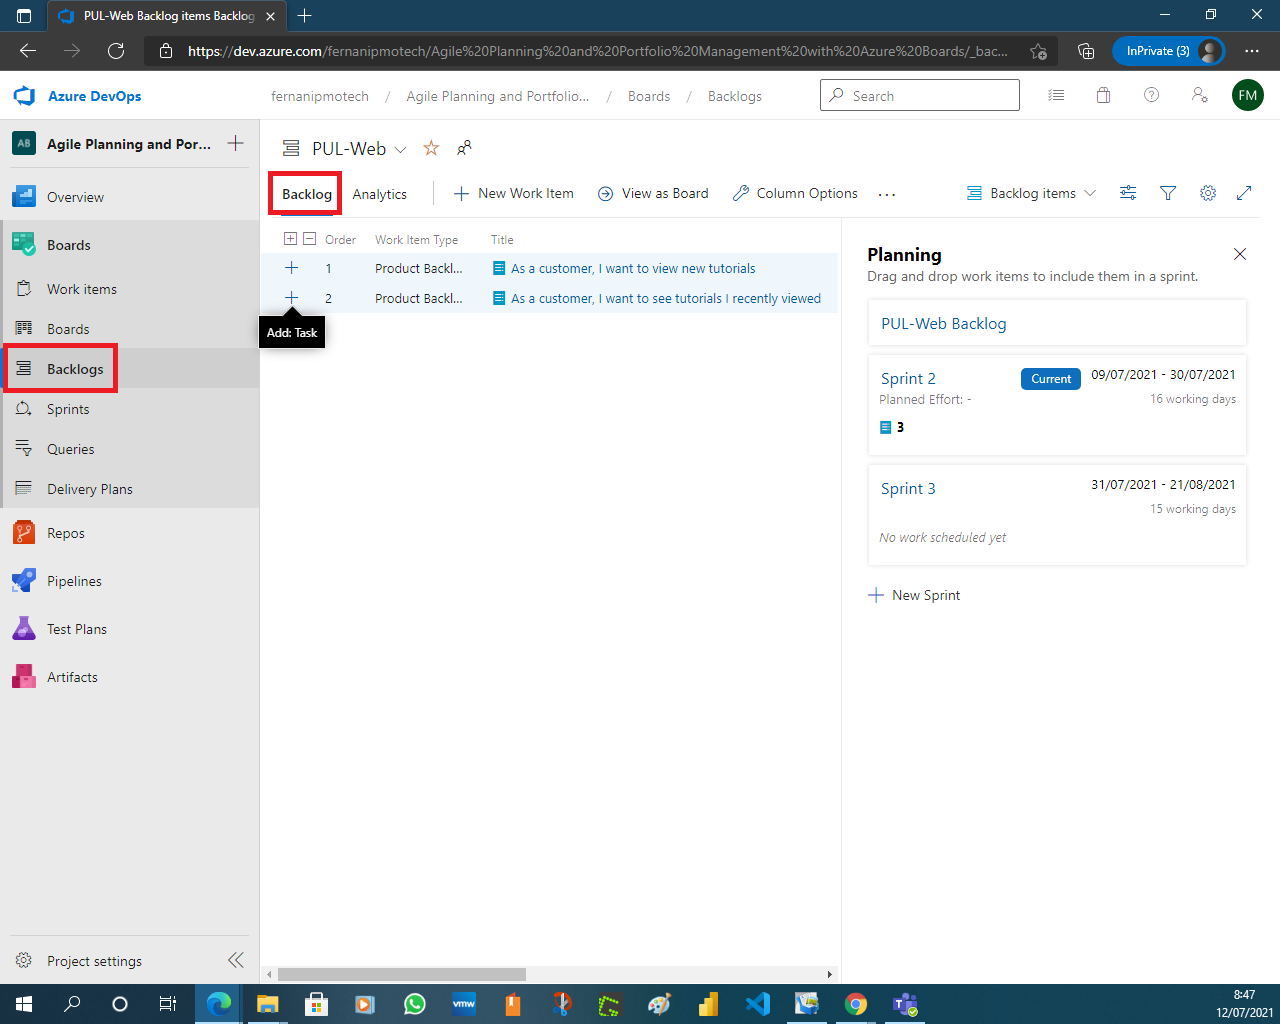 PUL-Web Backlog items Backlog
https://dev.azure.com/fernanipmotech/Agile%20Planning%20and%20Portfolio%20Management%20with%20Azure%20Boards/_bac...
InPrivate (3)
Azure DevOps
fernanipmotech / Agile Planning and Portfolio... / Boards / Backlogs
Search
FM
AB
Agile Planning and Por...
Overview
Boards
Work items
Boards
Backlogs
Sprints
Queries
Delivery Plans
Repos
Pipelines
Test Plans
Artifacts
Project settings
PUL-Web
Backlog
Analytics
New Work Item
View as Board
Column Options
Backlog items
Order Work Item Type Title
1 Product Backl... As a customer, I want to view new tutorials
2 Product Backl... As a customer, I want to see tutorials I recently viewed
Add: Task
Planning
Drag and drop work items to include them in a sprint.
PUL-Web Backlog
Sprint 2 Current 09/07/2021 - 30/07/2021
Planned Effort: - 16 working days
3
Sprint 3 31/07/2021 - 21/08/2021
15 working days
No work scheduled yet
New Sprint
vmw
8:47
12/07/2021